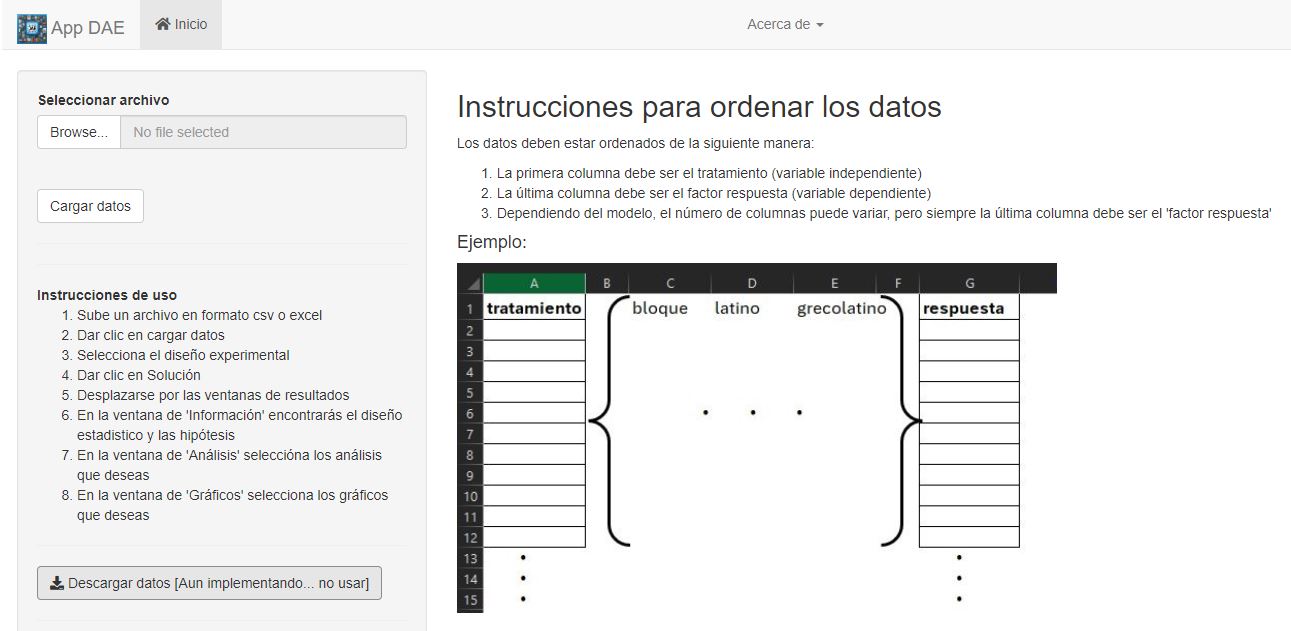 App DAE
Inicio
Acerca de
Seleccionar archivo
Browse...
No file selected
Cargar datos
Instrucciones de uso
1. Sube un archivo en formato csv o excel
2. Dar clic en cargar datos
3. Selecciona el diseño experimental
4. Dar clic en Solución
5. Desplazarse por las ventanas de resultados
6. En la ventana de 'Información' encontrarás el diseño
estadistico y las hipótesis
7. En la ventana de 'Análisis' seleccióna los análisis
que deseas
8. En la ventana de 'Gráficos' selecciona los gráficos
que deseas
Descargar datos [Aun implementando... no usar]
Instrucciones para ordenar los datos
Los datos deben estar ordenados de la siguiente manera:
1. La primera columna debe ser el tratamiento (variable independiente)
2. La última columna debe ser el factor respuesta (variable dependiente)
3. Dependiendo del modelo, el número de columnas puede variar, pero siempre la última columna debe ser el 'factor respuesta'
Ejemplo:
A B C D E F G
1 tratamiento bloque latino grecolatino respuesta
2
3
4
5
6
7
8
9
10
11
12
13
14
15